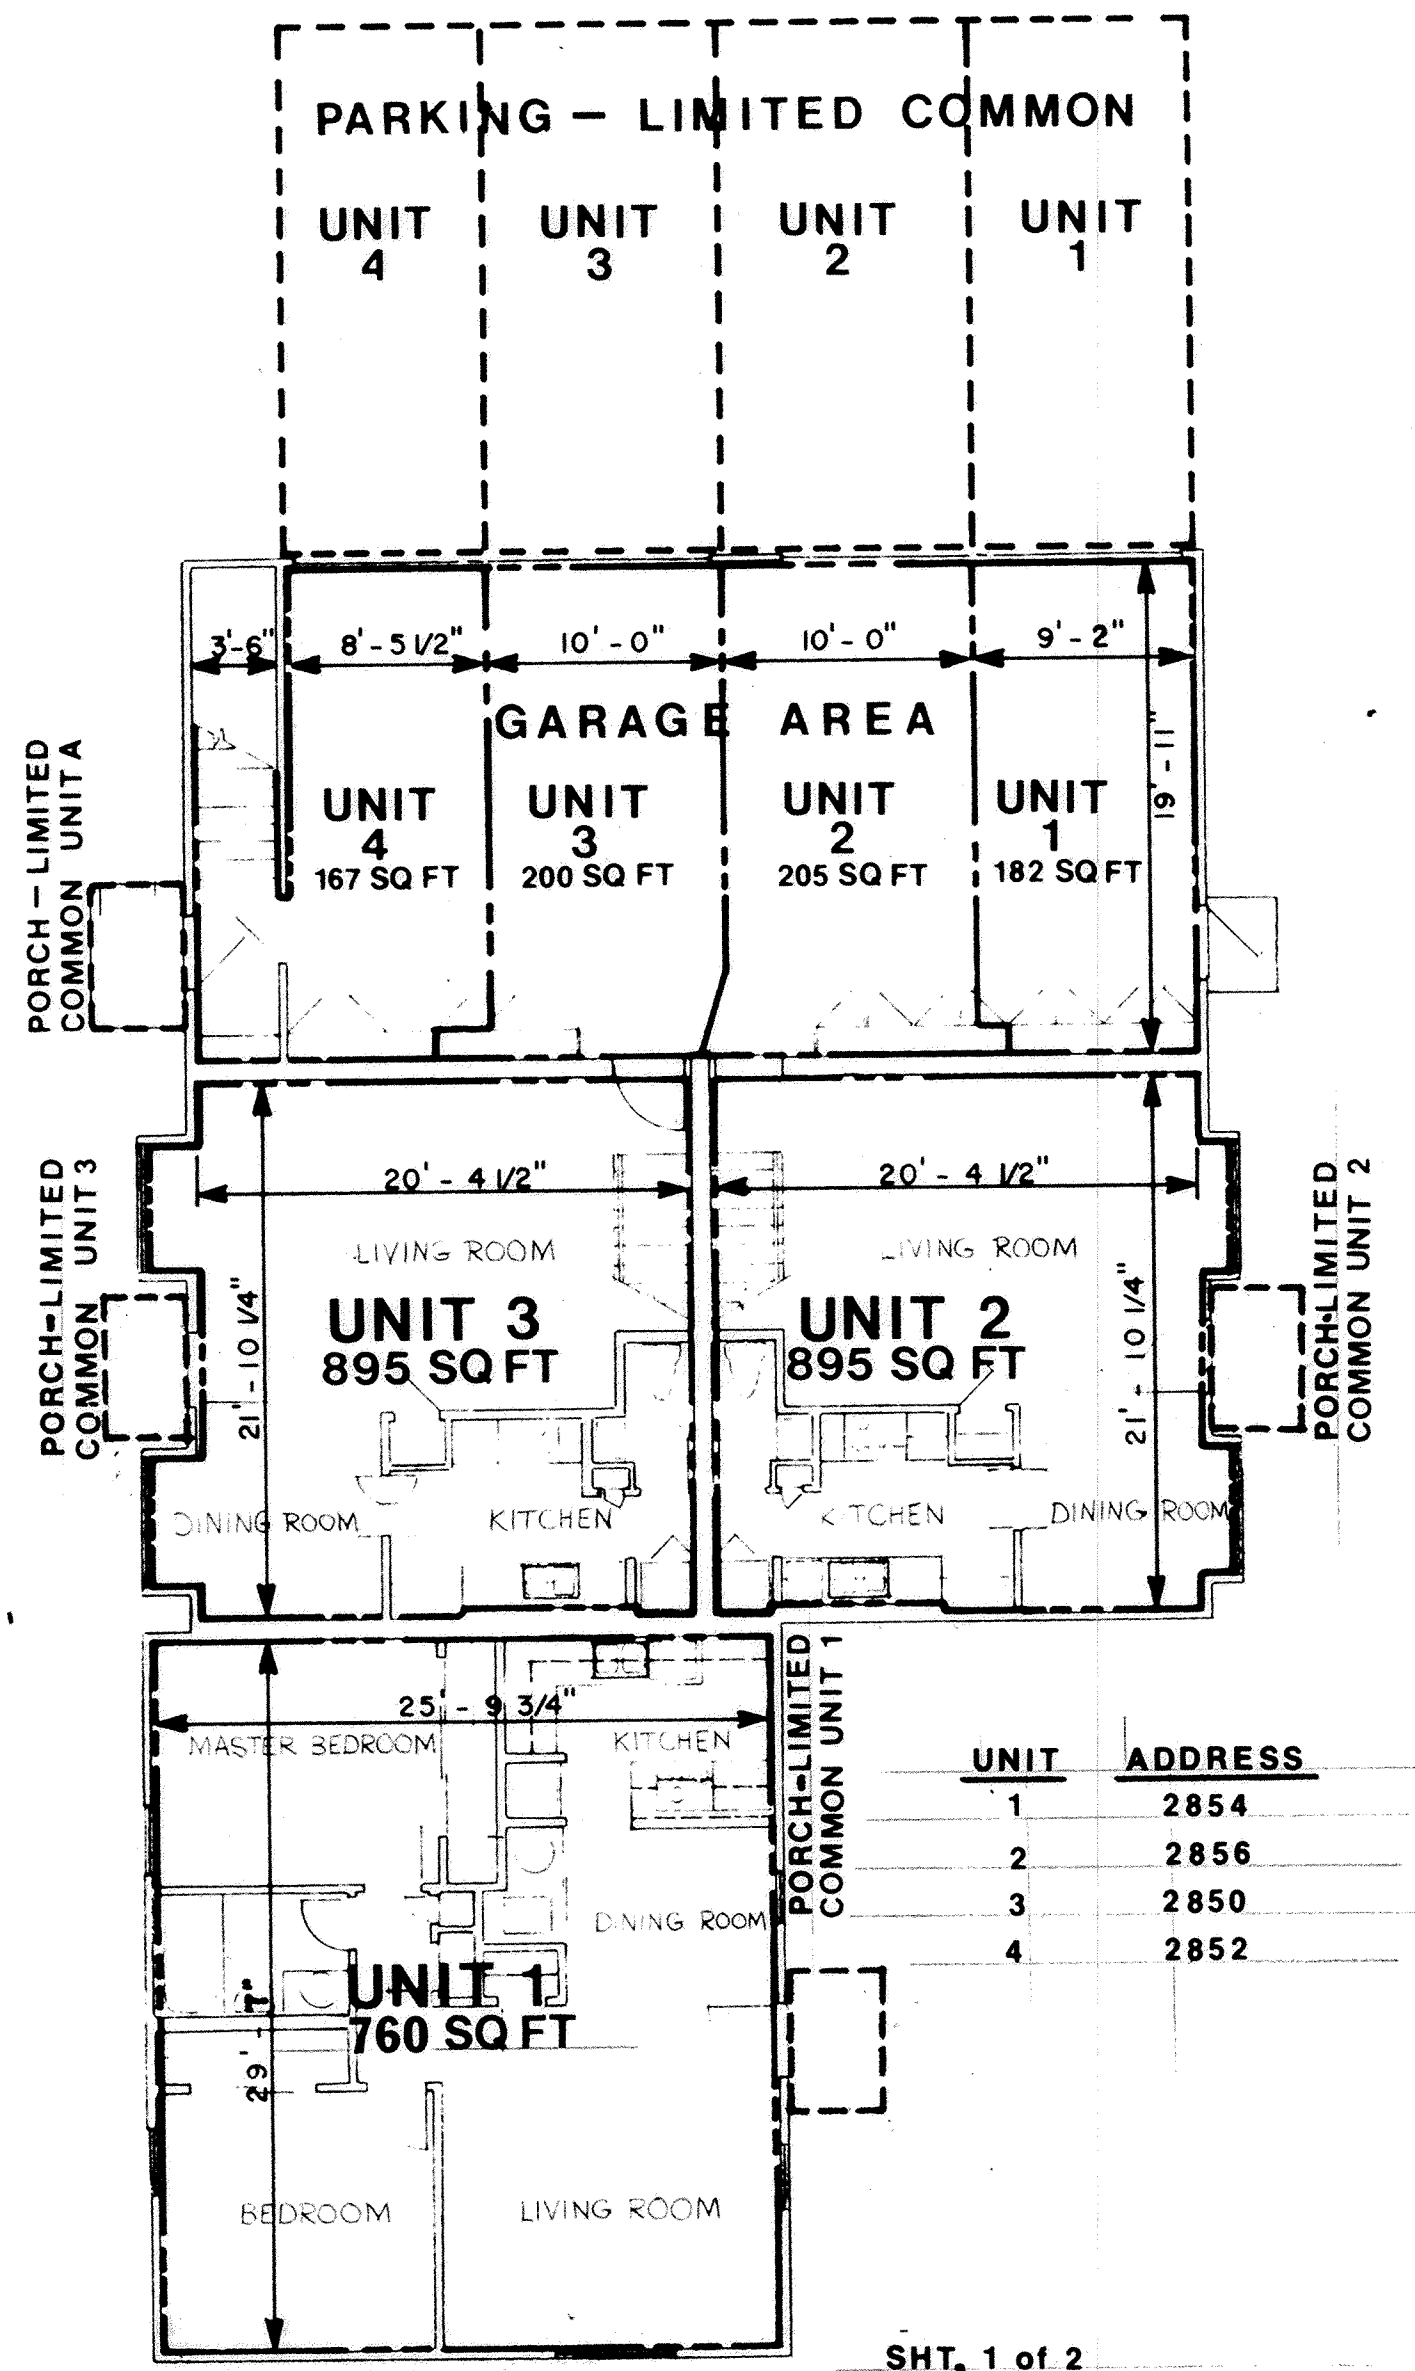 PARKING – LIMITED COMMON
UNIT
4
UNIT
3
UNIT
2
UNIT
1
3'-6"
8'-5 1/2"
10'-0"
10'-0"
9'-2"
19'-11"
GARAGE AREA
UNIT
4
167 SQ FT
UNIT
3
200 SQ FT
UNIT
2
205 SQ FT
UNIT
1
182 SQ FT
PORCH–LIMITED
COMMON UNIT A
20'-4 1/2"
20'-4 1/2"
PORCH-LIMITED
COMMON UNIT 3
LIVING ROOM
UNIT 3
895 SQ FT
21'-10 1/4"
DINING ROOM
KITCHEN
LIVING ROOM
UNIT 2
895 SQ FT
21'-10 1/4"
KITCHEN
DINING ROOM
PORCH-LIMITED
COMMON UNIT 2
25'-9 3/4"
MASTER BEDROOM
KITCHEN
DINING ROOM
UNIT 1
760 SQ FT
29'-7"
BEDROOM
LIVING ROOM
PORCH-LIMITED
COMMON UNIT 1
UNIT ADDRESS
1 2854
2 2856
3 2850
4 2852
SHT. 1 of 2